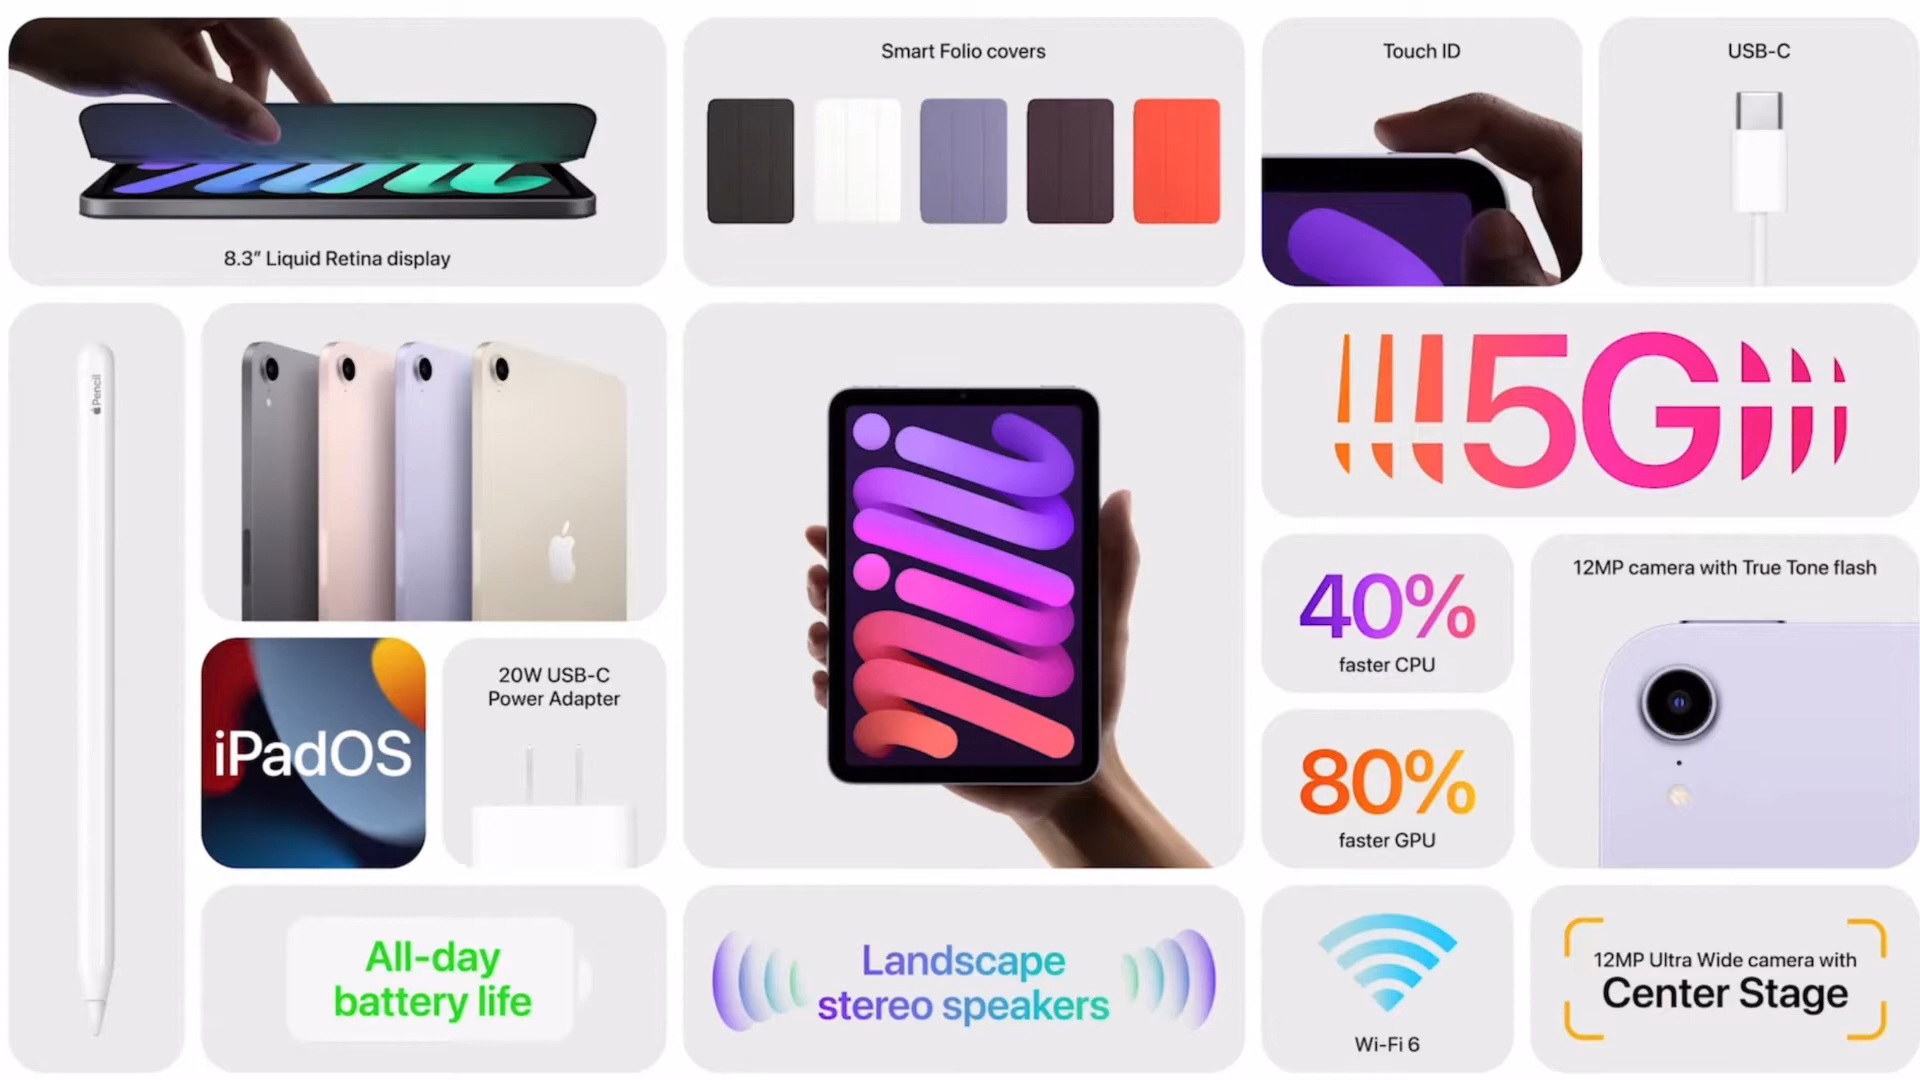 Smart Folio covers
Touch ID
USB-C
8.3” Liquid Retina display
Pencil
5G
40%
faster CPU
12MP camera with True Tone flash
iPadOS
20W USB-C
Power Adapter
80%
faster GPU
All-day
battery life
Landscape
stereo speakers
Wi-Fi 6
12MP Ultra Wide camera with
Center Stage